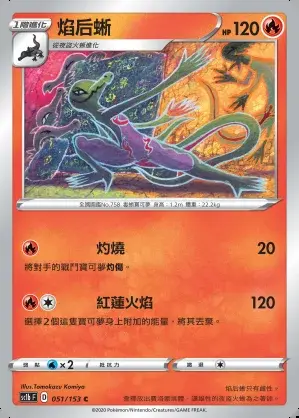 1階進化
焰后蜥
HP 120
從夜盜火蜥進化
全國圖鑑No.758 毒蜥寶可夢 身高:1.2m 體重:22.2kg
灼燒 20
將對手的戰鬥寶可夢灼傷。
紅蓮火焰 120
選擇2個這隻寶可夢身上附加的能量,將其丟棄。
弱點 ×2 抵抗力 撤退
Illus.Tomokazu Komiya
sc1b F D 051/153 C
©2020 Pokémon/Nintendo/Creatures/GAME FREAK.